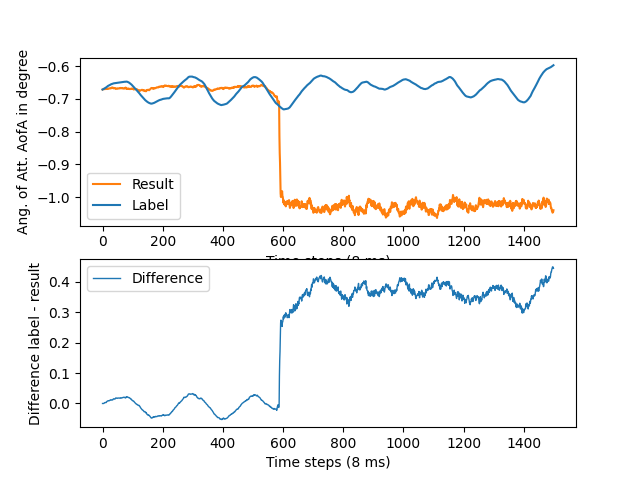 Ang. of Att. AofA in degree
−0.6
−0.7
−0.8
−0.9
−1.0
Result
Label
0 200 400 600 800 1000 1200 1400
Time steps (8 ms)
Difference label - result
0.4
0.3
0.2
0.1
0.0
Difference
0 200 400 600 800 1000 1200 1400
Time steps (8 ms)